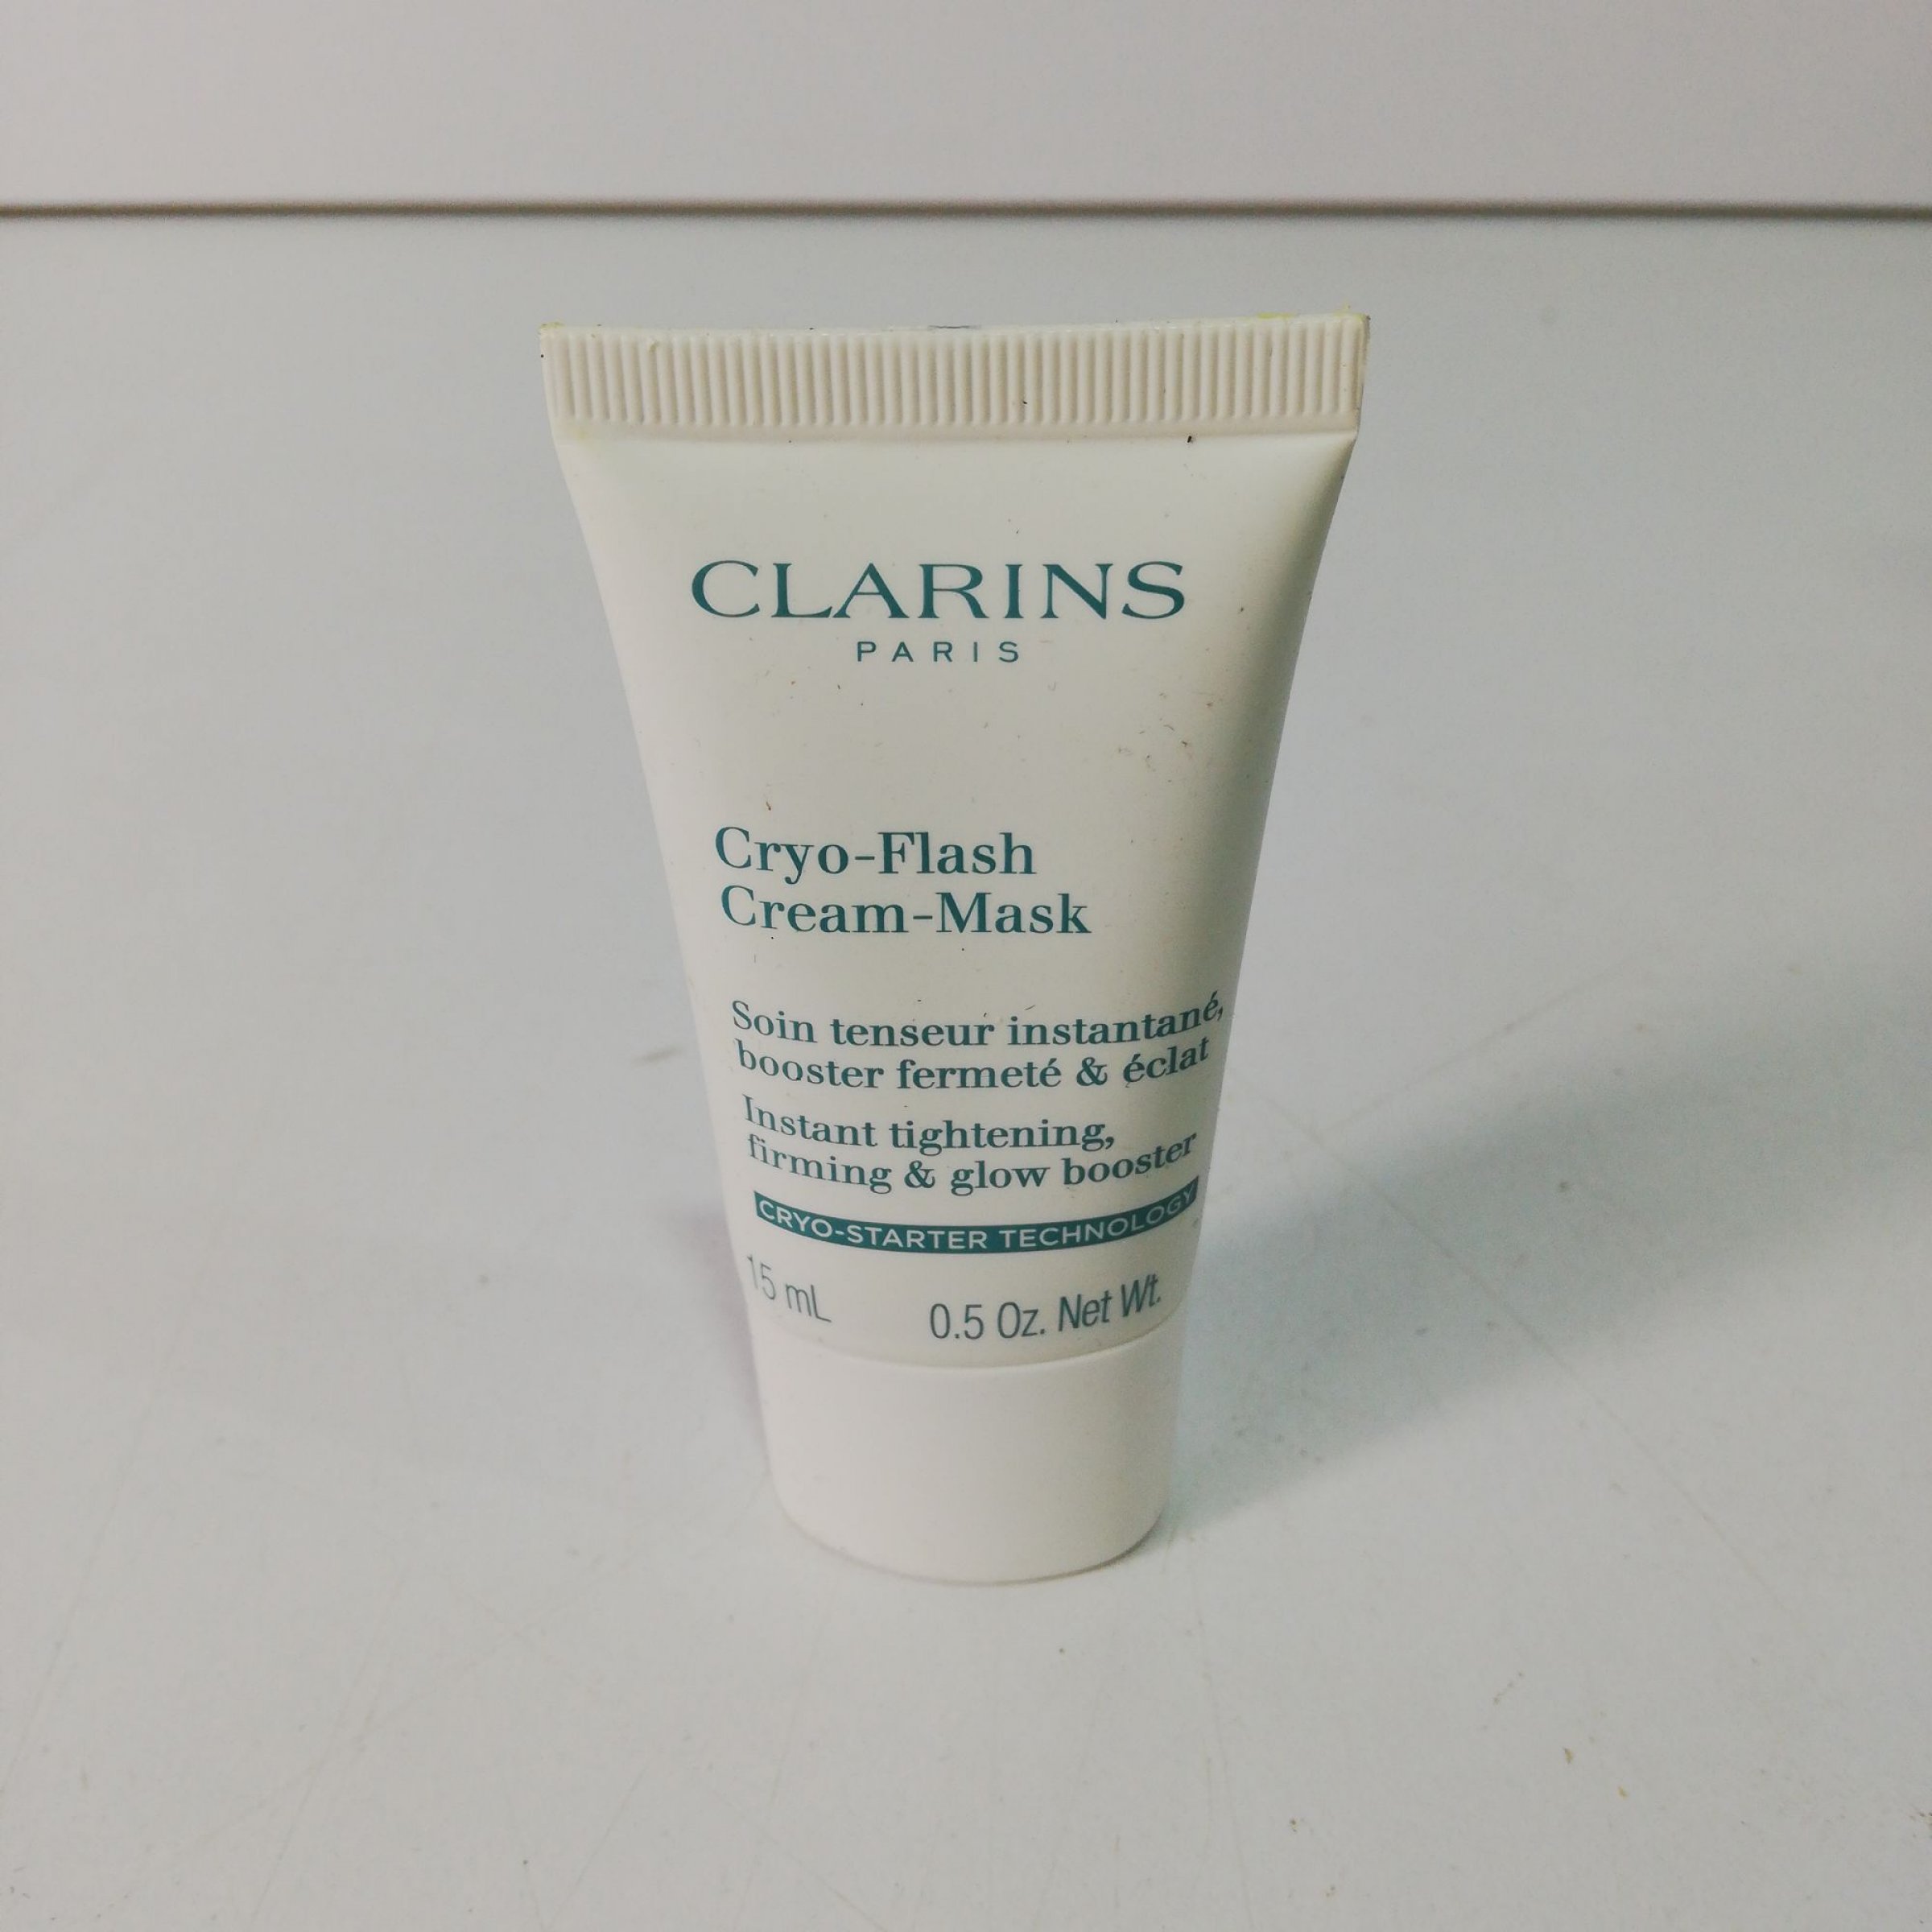 CLARINS
PARIS
Cryo-Flash
Cream-Mask
Soin tenseur instantané,
booster fermeté & éclat
Instant tightening,
firming & glow booster
CRYO-STARTER TECHNOLOGY
15 mL 0.5 Oz. Net Wt.